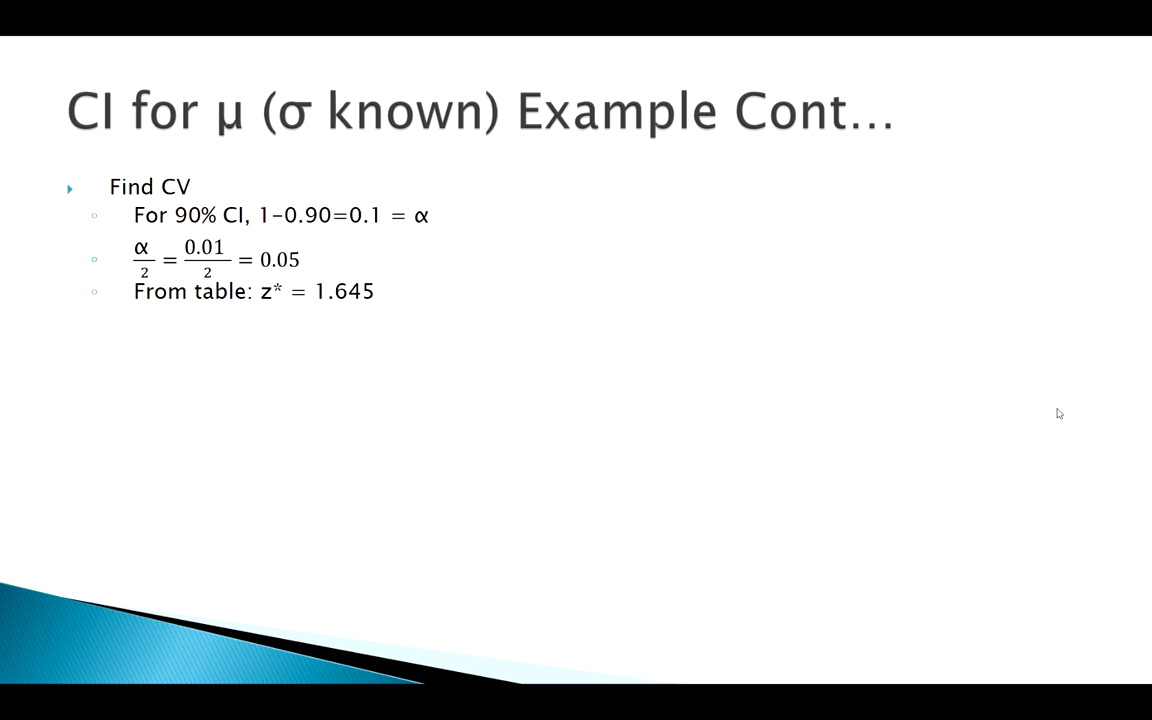 CI for μ (σ known) Example Cont…
Find CV
For 90% CI, 1-0.90=0.1 = α
α/2 = 0.01/2 = 0.05
From table: z* = 1.645